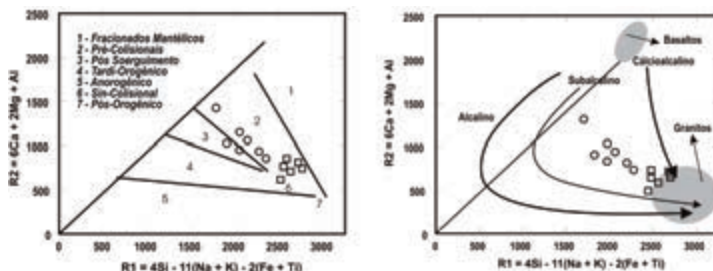 R2 = 6Ca + 2Mg + Al
2500
2000
1500
1000
500
0
1 - Fracionados Mantélicos
2 - Pré-Colisionais
3 - Pós Soerguimento
4 - Tardi-Orogênico
5 - Anorogênico
6 - Sin-Colisional
7 - Pós-Orogênico
1
2
3
4
5
6
7
0 500 1000 1500 2000 2500 3000
R1 = 4Si - 11(Na + K) - 2(Fe + Ti)
R2 = 6Ca + 2Mg + Al
2500
2000
1500
1000
500
0
Basaltos
Calcioalcalino
Subalcalino
Alcalino
Granitos
0 500 1000 1500 2000 2500 3000
R1 = 4Si - 11(Na + K) - 2(Fe + Ti)